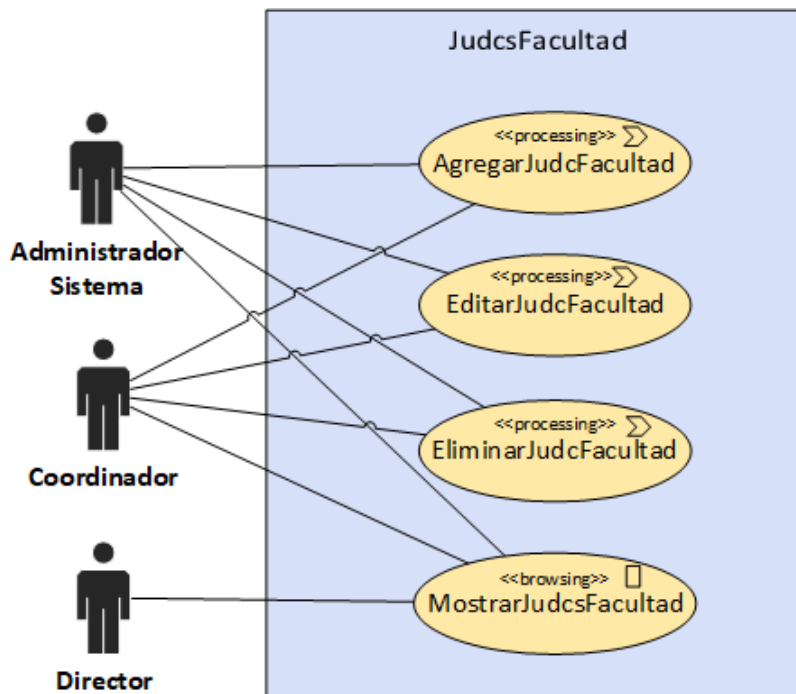 JudcsFacultad
<<processing>>
AgregarJudcFacultad
Administrador
Sistema
<<processing>>
EditarJudcFacultad
<<processing>>
EliminarJudcFacultad
Coordinador
<<browsing>>
MostrarJudcsFacultad
Director